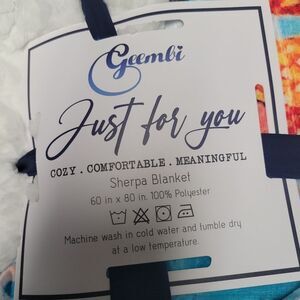 Geembi
Just for you
COZY . COMFORTABLE . MEANINGFUL
Sherpa Blanket
60 in x 80 in. 100% Polyester
Machine wash in cold water and tumble dry
at a low temperature.